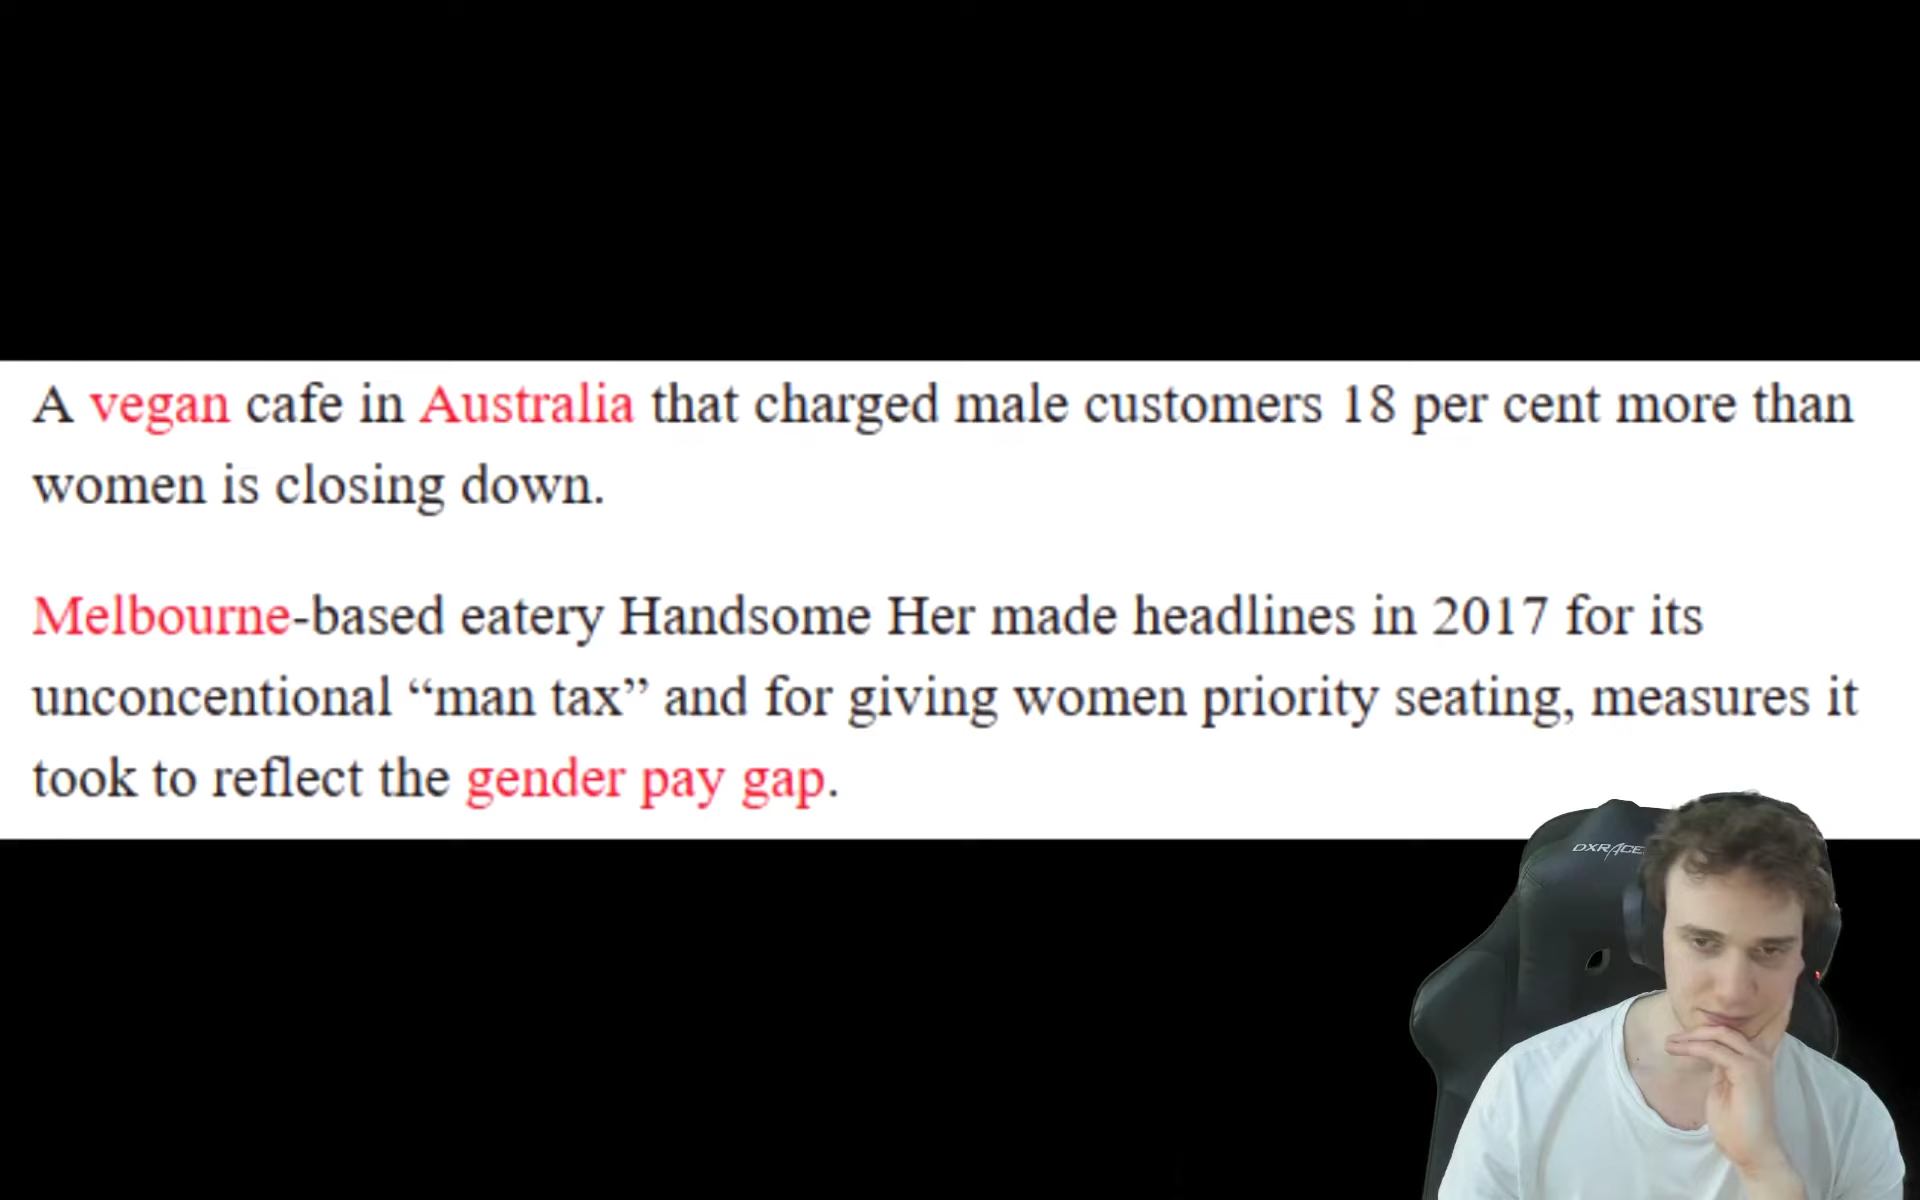 A vegan cafe in Australia that charged male customers 18 per cent more than
women is closing down.
Melbourne-based eatery Handsome Her made headlines in 2017 for its
unconcentional “man tax” and for giving women priority seating, measures it
took to reflect the gender pay gap.
DXRACE